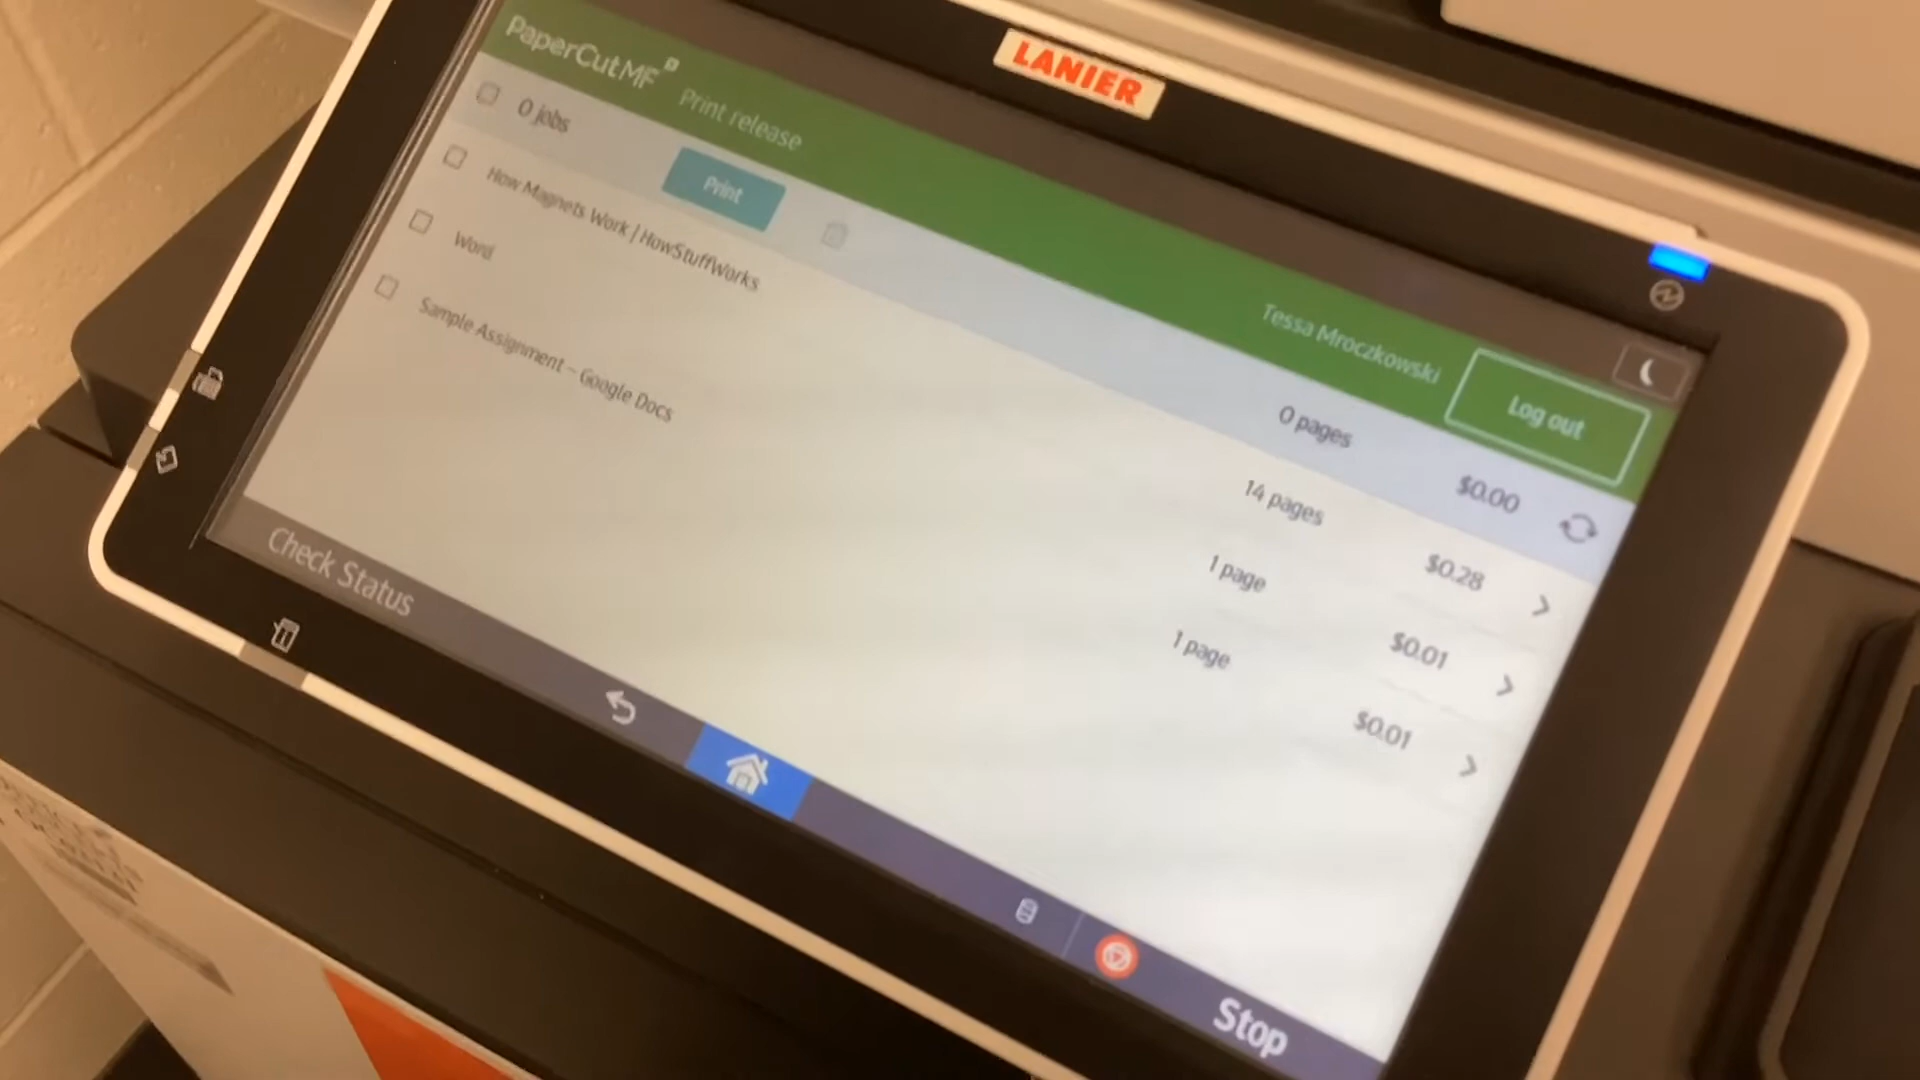 LANIER
PaperCutMF
Print release
Tessa Mroczkowski
Log out
0 jobs
Print
0 pages
$0.00
How Magnets Work | HowStuffWorks
14 pages
$0.28
Word
1 page
$0.01
Sample Assignment – Google Docs
1 page
$0.01
Check Status
Stop